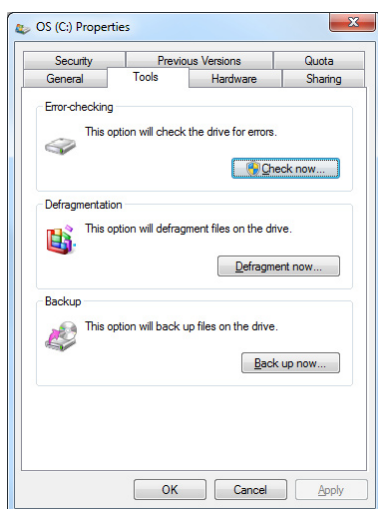 OS (C:) Properties
Security Previous Versions Quota
General Tools Hardware Sharing
Error-checking
This option will check the drive for errors.
Check now...
Defragmentation
This option will defragment files on the drive.
Defragment now...
Backup
This option will back up files on the drive.
Back up now...
OK Cancel Apply